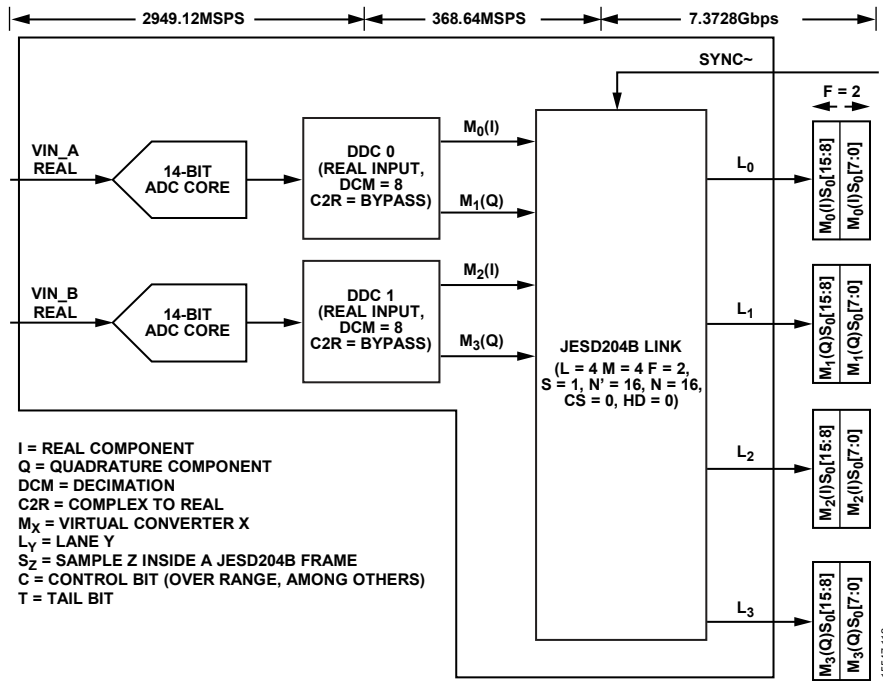 2949.12MSPS
368.64MSPS
7.3728Gbps
SYNC~
F = 2
VIN_A
REAL
14-BIT
ADC CORE
DDC 0
(REAL INPUT,
DCM = 8
C2R = BYPASS)
M0(I)
M1(Q)
L0
M0(I)S0[15:8]
M0(I)S0[7:0]
VIN_B
REAL
14-BIT
ADC CORE
DDC 1
(REAL INPUT,
DCM = 8
C2R = BYPASS)
M2(I)
M3(Q)
JESD204B LINK
(L = 4 M = 4 F = 2,
S = 1, N' = 16, N = 16,
CS = 0, HD = 0)
L1
M1(Q)S0[15:8]
M1(Q)S0[7:0]
L2
M2(I)S0[15:8]
M2(I)S0[7:0]
L3
M3(Q)S0[15:8]
M3(Q)S0[7:0]
I = REAL COMPONENT
Q = QUADRATURE COMPONENT
DCM = DECIMATION
C2R = COMPLEX TO REAL
MX = VIRTUAL CONVERTER X
LY = LANE Y
SZ = SAMPLE Z INSIDE A JESD204B FRAME
C = CONTROL BIT (OVER RANGE, AMONG OTHERS)
T = TAIL BIT